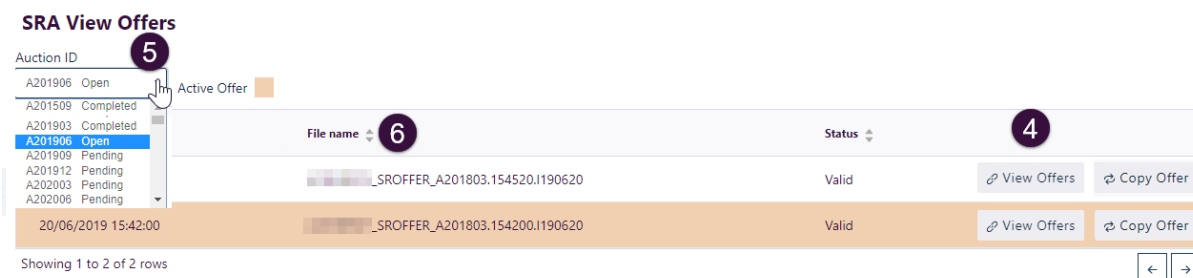 SRA View Offers
5
Auction ID
A201906 Open
Active Offer
A201509 Completed
A201903 Completed
A201906 Open
A201909 Pending
A201912 Pending
A202003 Pending
A202006 Pending
File name 6
Status
4
_SROFFER_A201803.154520.I190620 Valid View Offers Copy Offer
20/06/2019 15:42:00 _SROFFER_A201803.154200.I190620 Valid View Offers Copy Offer
Showing 1 to 2 of 2 rows
← →